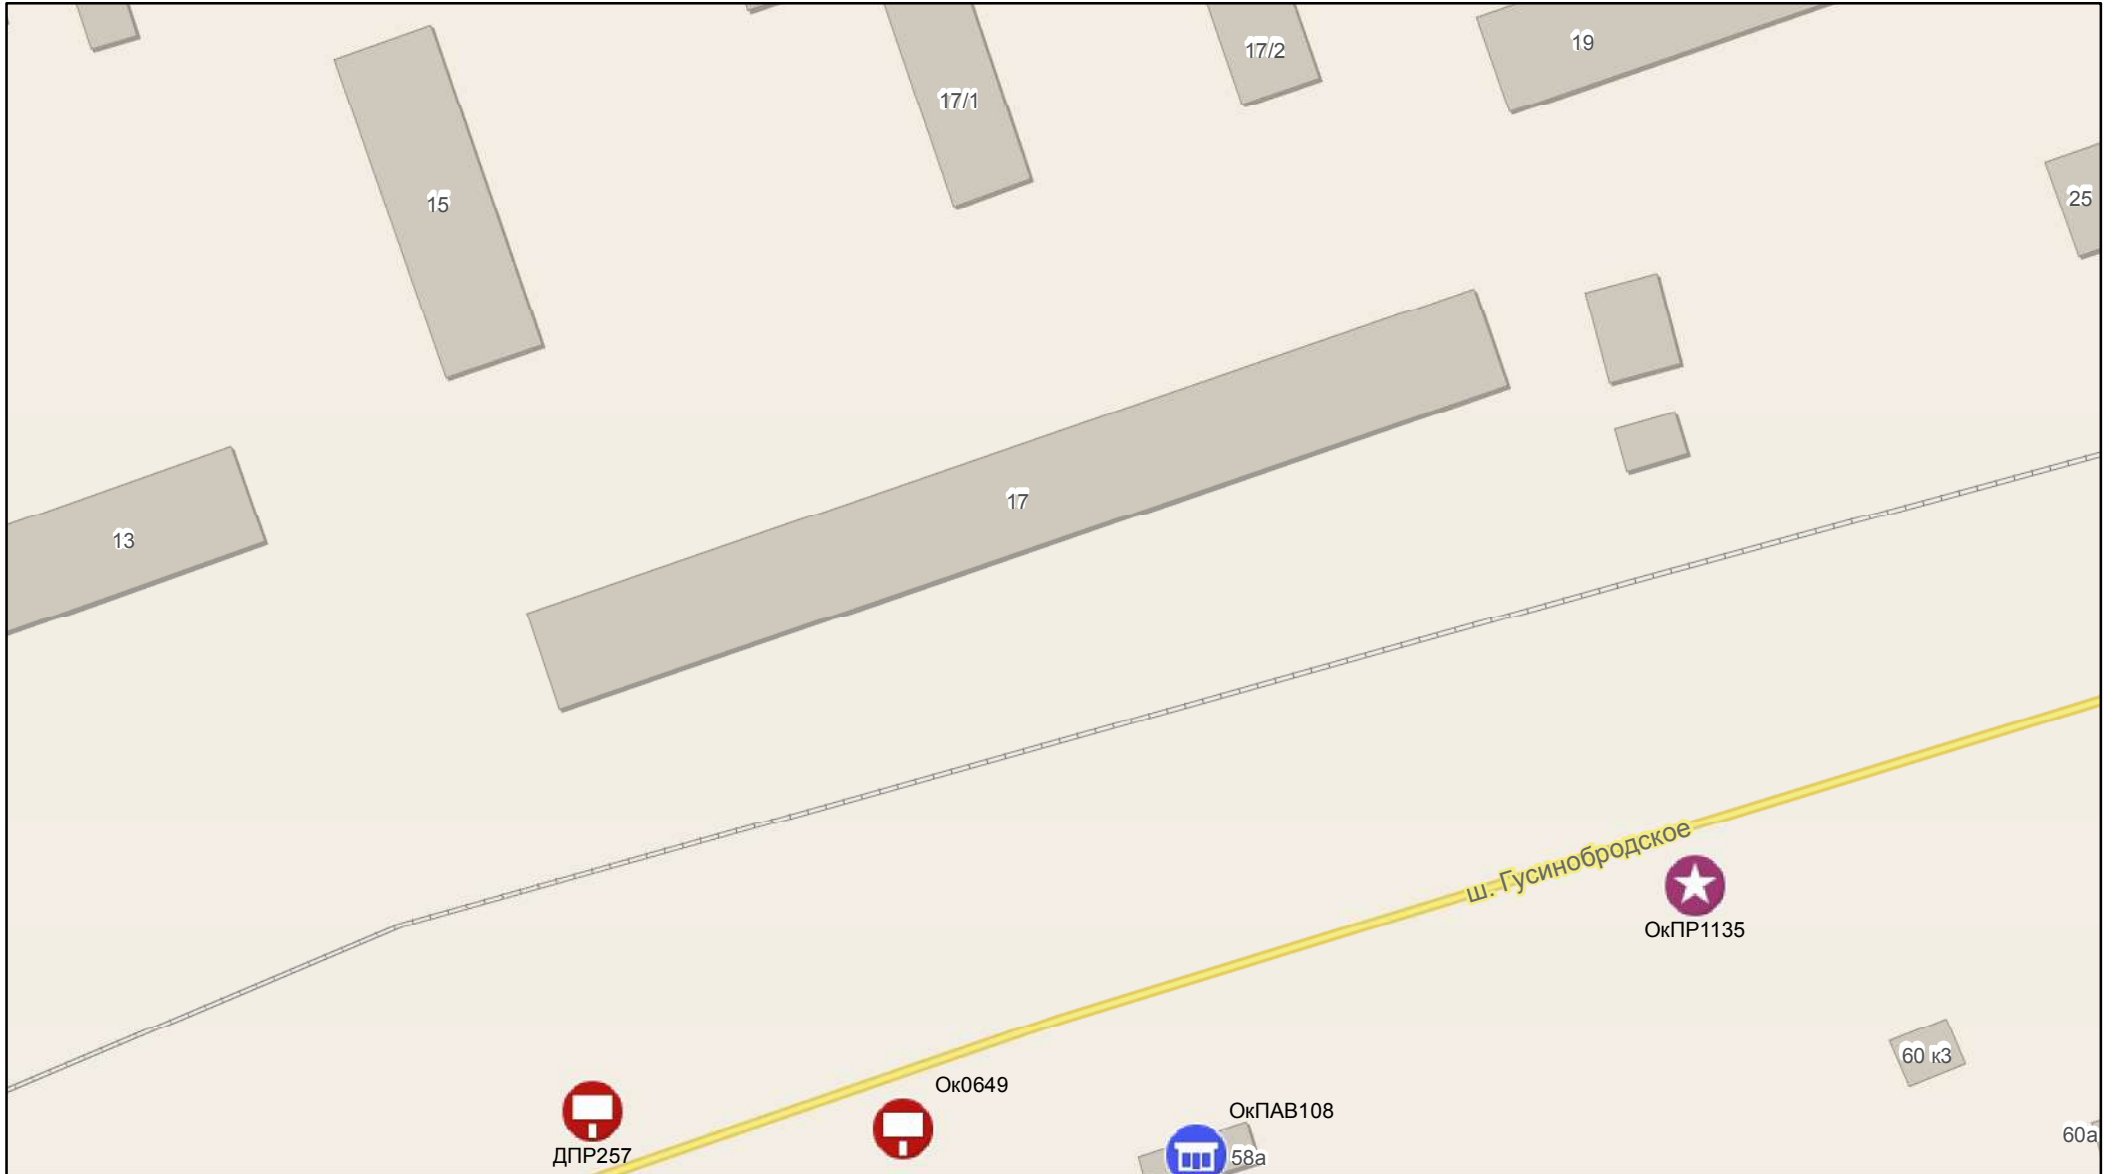 17/2
19
17/1
15
25
17
13
ш. Гусинобродское
ОкПР1135
60 к3
Ок0649
ОкПАВ108
ДПР257
58а
60а